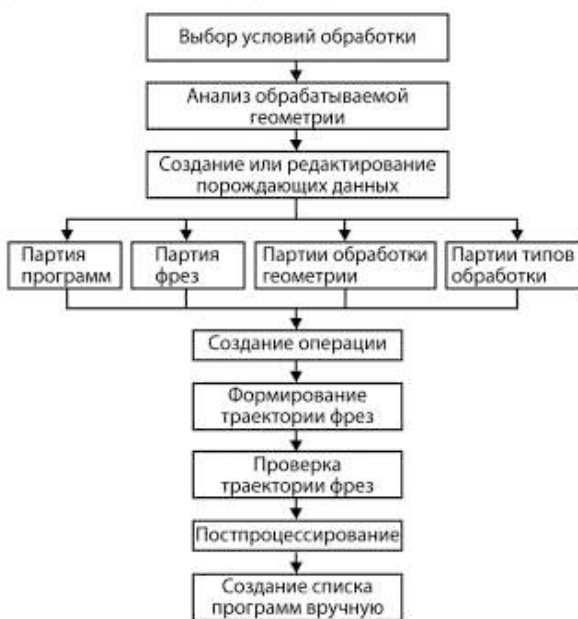 Выбор условий обработки
Анализ обрабатываемой
геометрии
Создание или редактирование
порождающих данных
Партия
программ
Партия
фрез
Партии обработки
геометрии
Партии типов
обработки
Создание операции
Формирование
траектории фрез
Проверка
траектории фрез
Постпроцессирование
Создание списка
программ вручную